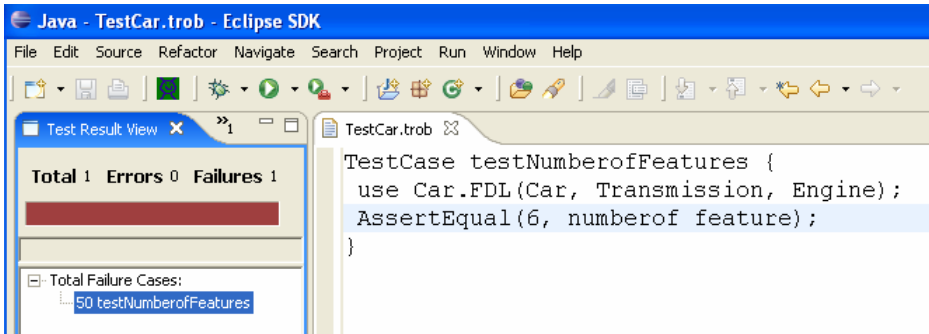 Java - TestCar.trob - Eclipse SDK
File Edit Source Refactor Navigate Search Project Run Window Help
Test Result View
»1
TestCar.trob
Total 1 Errors 0 Failures 1
Total Failure Cases:
50 testNumberofFeatures
TestCase testNumberofFeatures {
use Car.FDL(Car, Transmission, Engine);
AssertEqual(6, numberof feature);
}